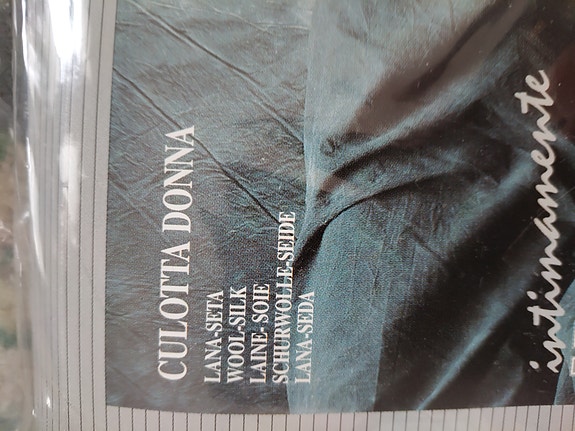 CULOTTA DONNA
LANA-SETA
WOOL-SILK
LAINE-SOIE
SCHURWOLLE-SEIDE
LANA-SEDA
intimamente